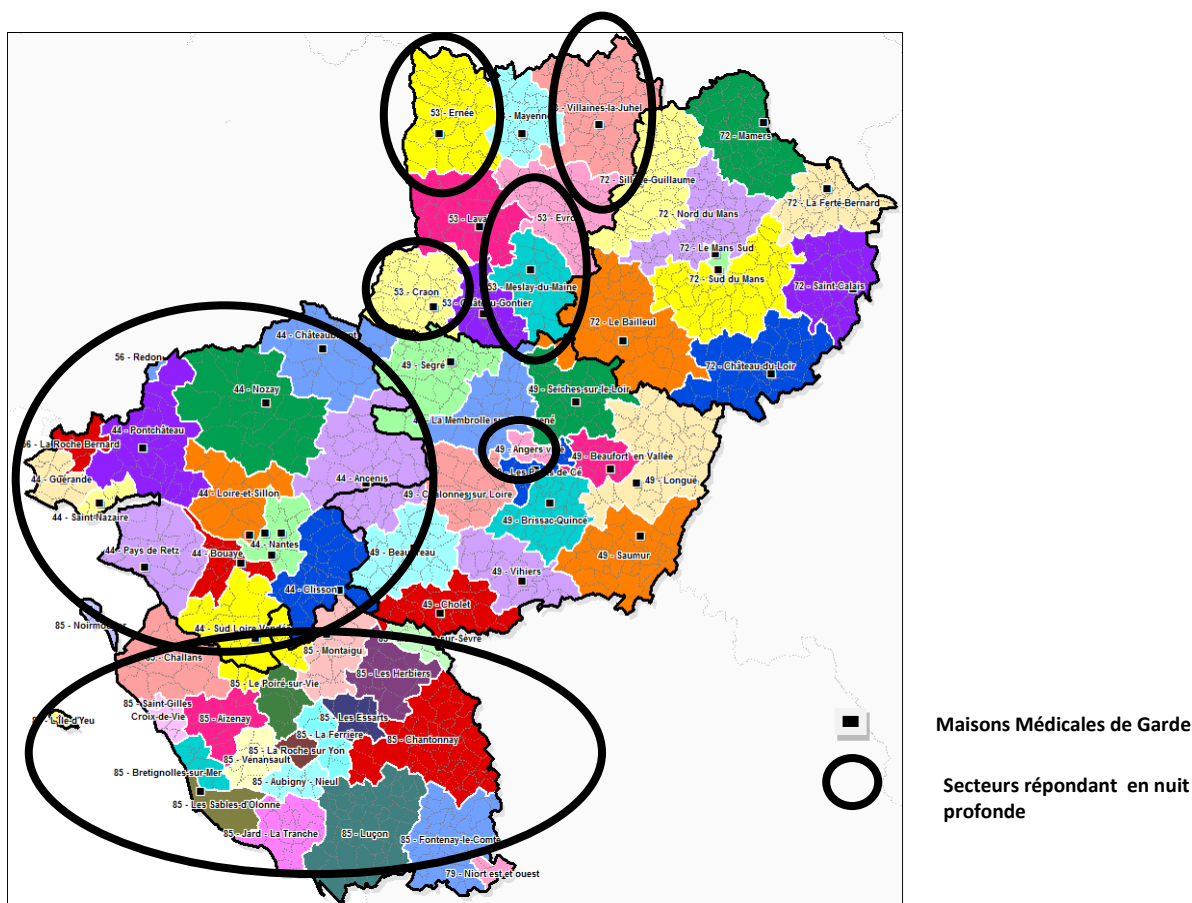 53 - Ernée
Mayenne
Villaines-la-Juhel
72 - Mamers
72 - Sillé-le-Guillaume
72 - La Ferté-Bernard
53 - Laval
53 - Evron
72 - Nord du Mans
72 - Le Mans Sud
53 - Craon
53 - Meslay-du-Maine
72 - Sud du Mans
72 - Saint-Calais
53 - Château-Gontier
72 - Le Bailleul
44 - Châteaubriant
56 - Redon
49 - Segré
72 - Château-du-Loir
44 - Nozay
49 - Seiches-sur-le-Loir
La Membrolle sur
44 - Pontchâteau
La Roche Bernard
49 - Angers
49 - Beaufort en Vallée
44 - Guérande
44 - Ancenis
49 - Longué
44 - Loire et Sillon
49 - Chalonnes sur Loire
44 - Saint-Nazaire
49 - Brissac-Quincé
44 - Nantes
44 - Pays de Retz
44 - Bouaye
49 - Beaupreau
49 - Saumur
49 - Vihiers
44 - Clisson
49 - Cholet
85 - Noirmoutier
44 - Sud Loire Vendée
sur-Sèvre
85 - Challans
85 - Montaigu
85 - Les Herbiers
85 - Le Poiré-sur-Vie
85 - Saint-Gilles
Croix-de-Vie
85 - L'île-d'Yeu
85 - Aizenay
85 - Les Essarts
85 - La Ferrière
85 - Chantonnay
85 - La Roche sur Yon
85 - Venansault
85 - Bretignolles-sur-Mer
85 - Aubigny - Nieul
85 - Les Sables-d'Olonne
85 - Jard - La Tranche
85 - Luçon
85 - Fontenay-le-Comte
79 - Niort est et ouest
Maisons Médicales de Garde
Secteurs répondant en nuit
profonde